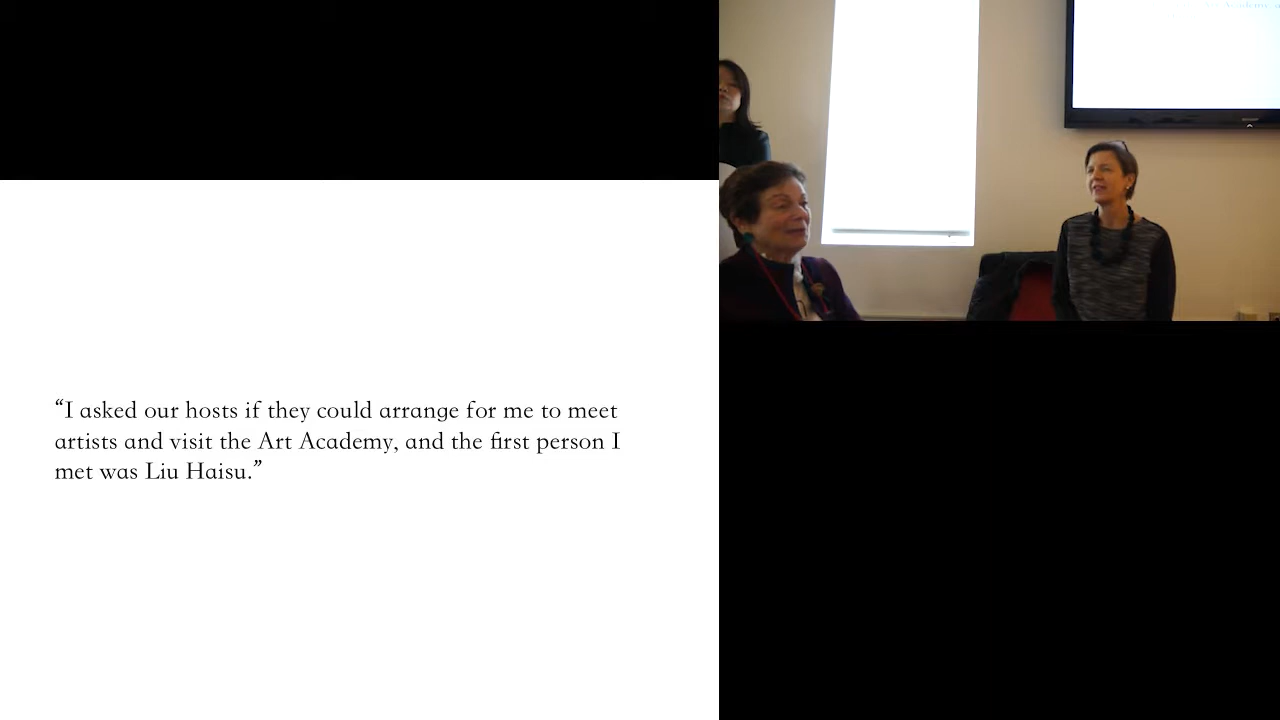 “I asked our hosts if they could arrange for me to meet
artists and visit the Art Academy, and the first person I
met was Liu Haisu.”